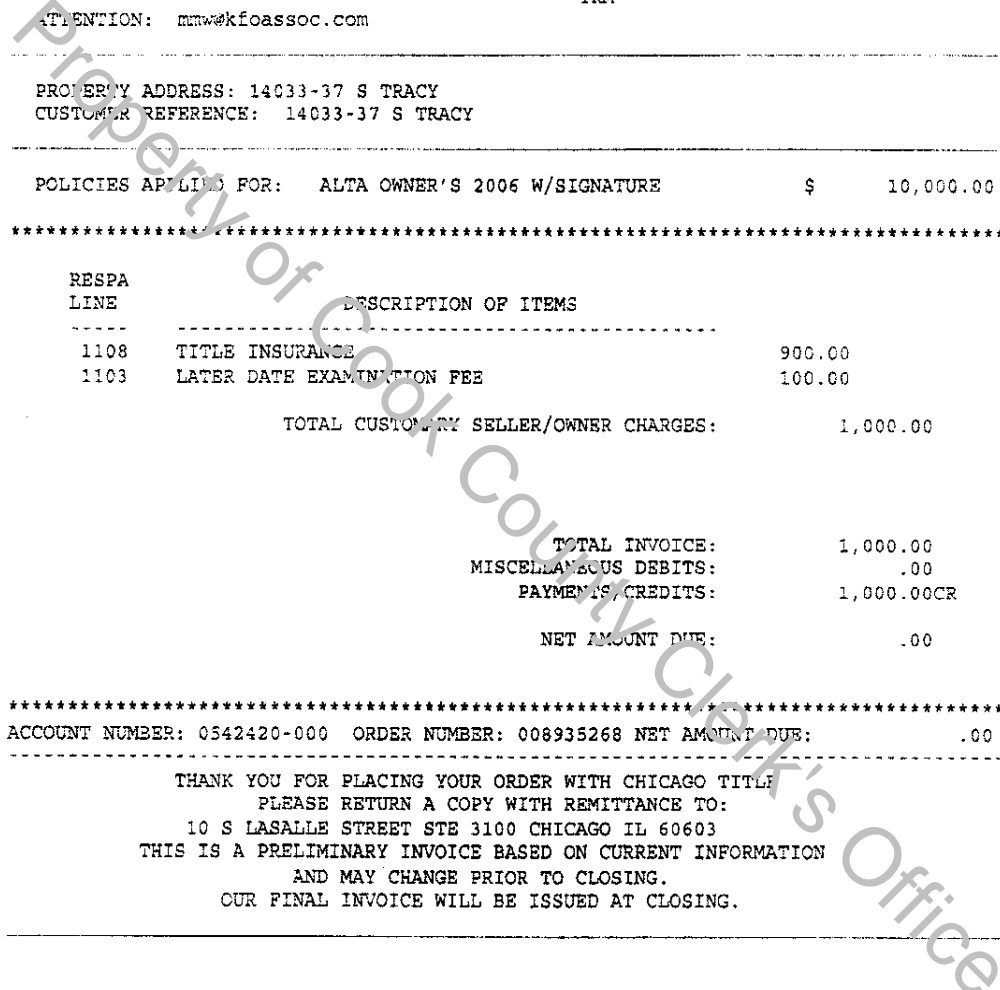 ATTENTION: mmw@kfoassoc.com
PROPERTY ADDRESS: 14033-37 S TRACY
CUSTOMER REFERENCE: 14033-37 S TRACY
POLICIES APPLIED FOR: ALTA OWNER'S 2006 W/SIGNATURE $ 10,000.00
RESPA
LINE DESCRIPTION OF ITEMS
1108 TITLE INSURANCE 900.00
1103 LATER DATE EXAMINATION FEE 100.00
TOTAL CUSTOMARY SELLER/OWNER CHARGES: 1,000.00
TOTAL INVOICE: 1,000.00
MISCELLANEOUS DEBITS: .00
PAYMENTS/CREDITS: 1,000.00CR
NET AMOUNT DUE: .00
ACCOUNT NUMBER: 0542420-000 ORDER NUMBER: 008935268 NET AMOUNT DUE: .00
THANK YOU FOR PLACING YOUR ORDER WITH CHICAGO TITLE
PLEASE RETURN A COPY WITH REMITTANCE TO:
10 S LASALLE STREET STE 3100 CHICAGO IL 60603
THIS IS A PRELIMINARY INVOICE BASED ON CURRENT INFORMATION
AND MAY CHANGE PRIOR TO CLOSING.
OUR FINAL INVOICE WILL BE ISSUED AT CLOSING.
Property of Cook County Clerk's Office